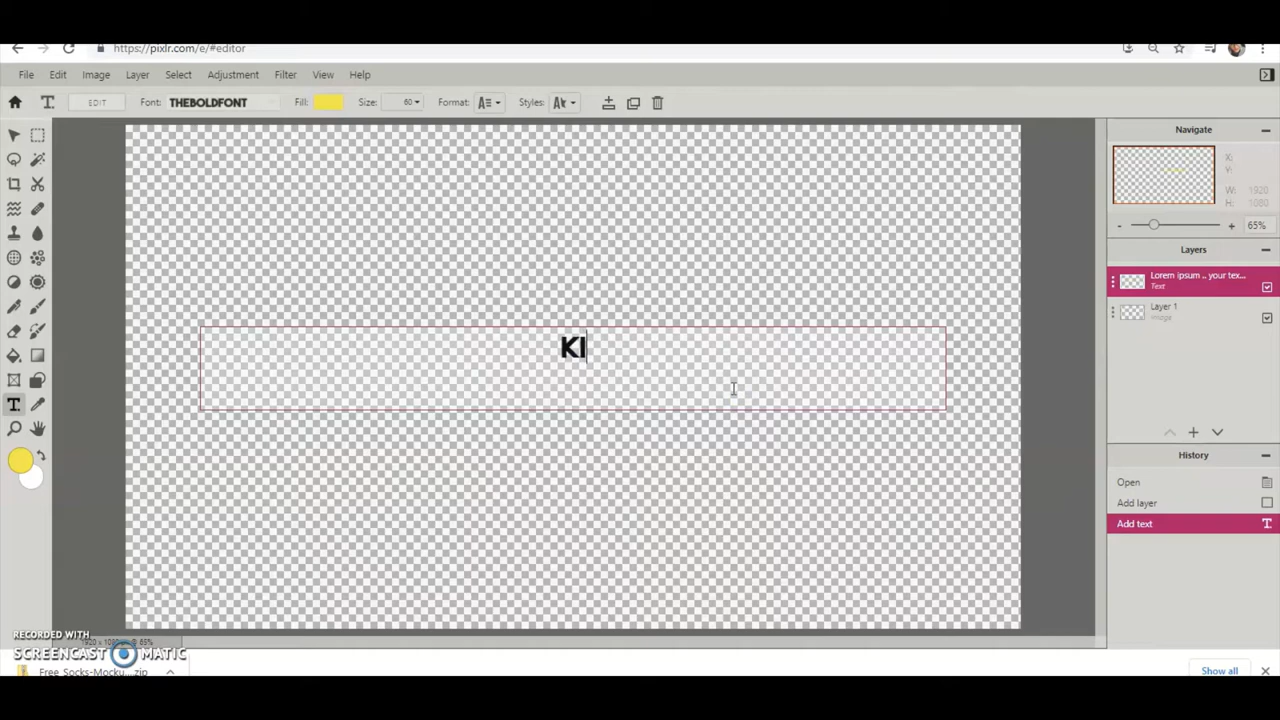 https://pixlr.com/e/#editor
File Edit Image Layer Select Adjustment Filter View Help
EDIT Font: THEBOLDFONT Fill: Size: 60 Format: Styles:
Navigate
X:
Y:
W: 1920
H: 1080
- + 65%
Layers
Lorem ipsum .. your tex...
Text
Layer 1
Image
KI
History
Open
Add layer
Add text
RECORDED WITH
SCREENCAST MATIC
Free Socks-Mocku....zip
Show all